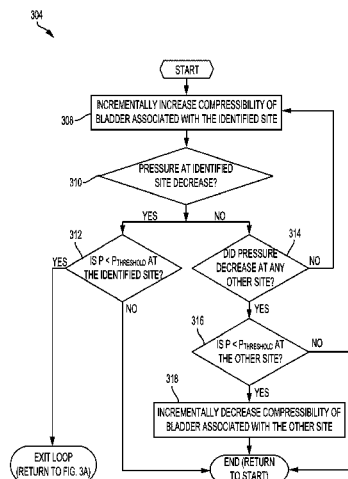 304
START
INCREMENTALLY INCREASE COMPRESSIBILITY OF
BLADDER ASSOCIATED WITH THE IDENTIFIED SITE
308
PRESSURE AT IDENTIFIED
SITE DECREASE?
310
YES
NO
312
IS P < PTHRESHOLD AT
THE IDENTIFIED SITE?
YES
NO
314
DID PRESSURE
DECREASE AT ANY
OTHER SITE?
NO
YES
316
IS P < PTHRESHOLD AT
THE OTHER SITE?
NO
YES
318
INCREMENTALLY DECREASE COMPRESSIBILITY OF
BLADDER ASSOCIATED WITH THE OTHER SITE
EXIT LOOP
(RETURN TO FIG. 3A)
END (RETURN
TO START)